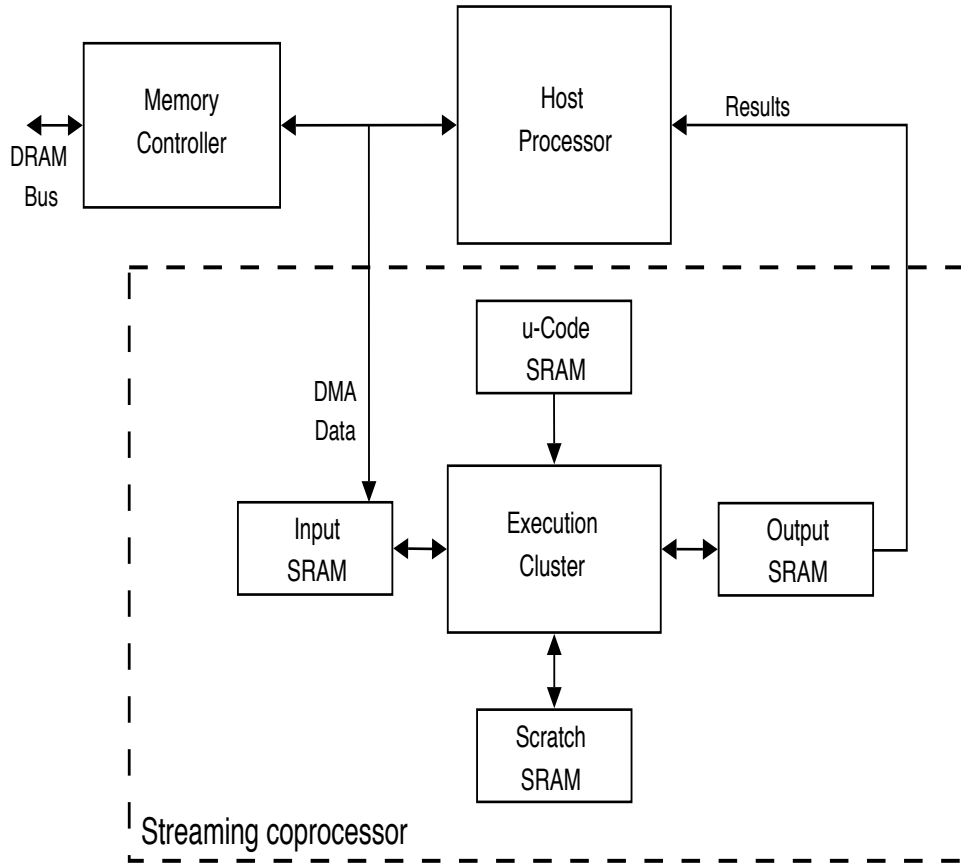 Memory
Controller
Host
Processor
Results
DRAM
Bus
u-Code
SRAM
DMA
Data
Input
SRAM
Execution
Cluster
Output
SRAM
Scratch
SRAM
Streaming coprocessor